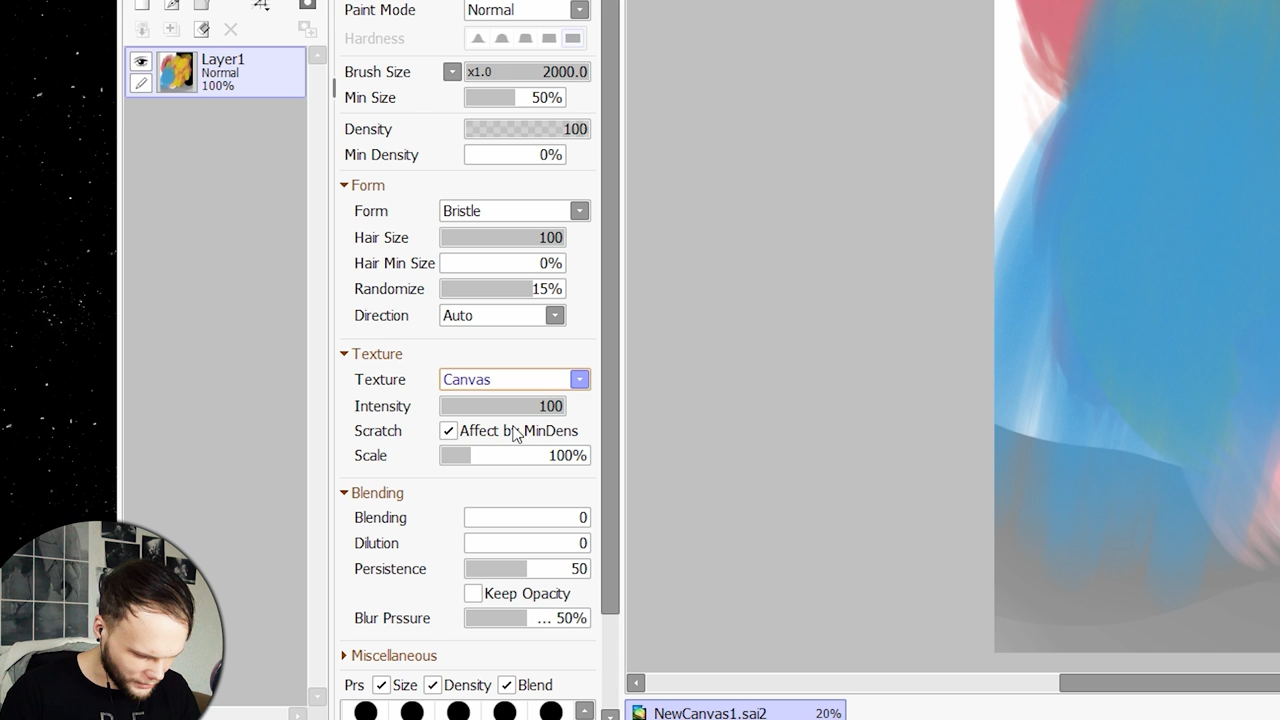 Paint Mode Normal
Hardness
Layer1
Normal
100%
Brush Size x1.0 2000.0
Min Size 50%
Density 100
Min Density 0%
Form
Form Bristle
Hair Size 100
Hair Min Size 0%
Randomize 15%
Direction Auto
Texture
Texture Canvas
Intensity 100
Scratch Affect by MinDens
Scale 100%
Blending
Blending 0
Dilution 0
Persistence 50
Keep Opacity
Blur Prssure ... 50%
Miscellaneous
Prs Size Density Blend
NewCanvas1.sai2 20%